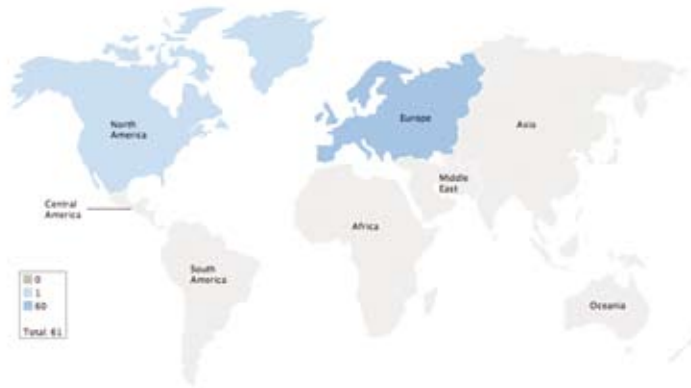 North
America
Europe
Asia
Middle
East
Central
America
Africa
South
America
Oceania
0
1
60
Total 61